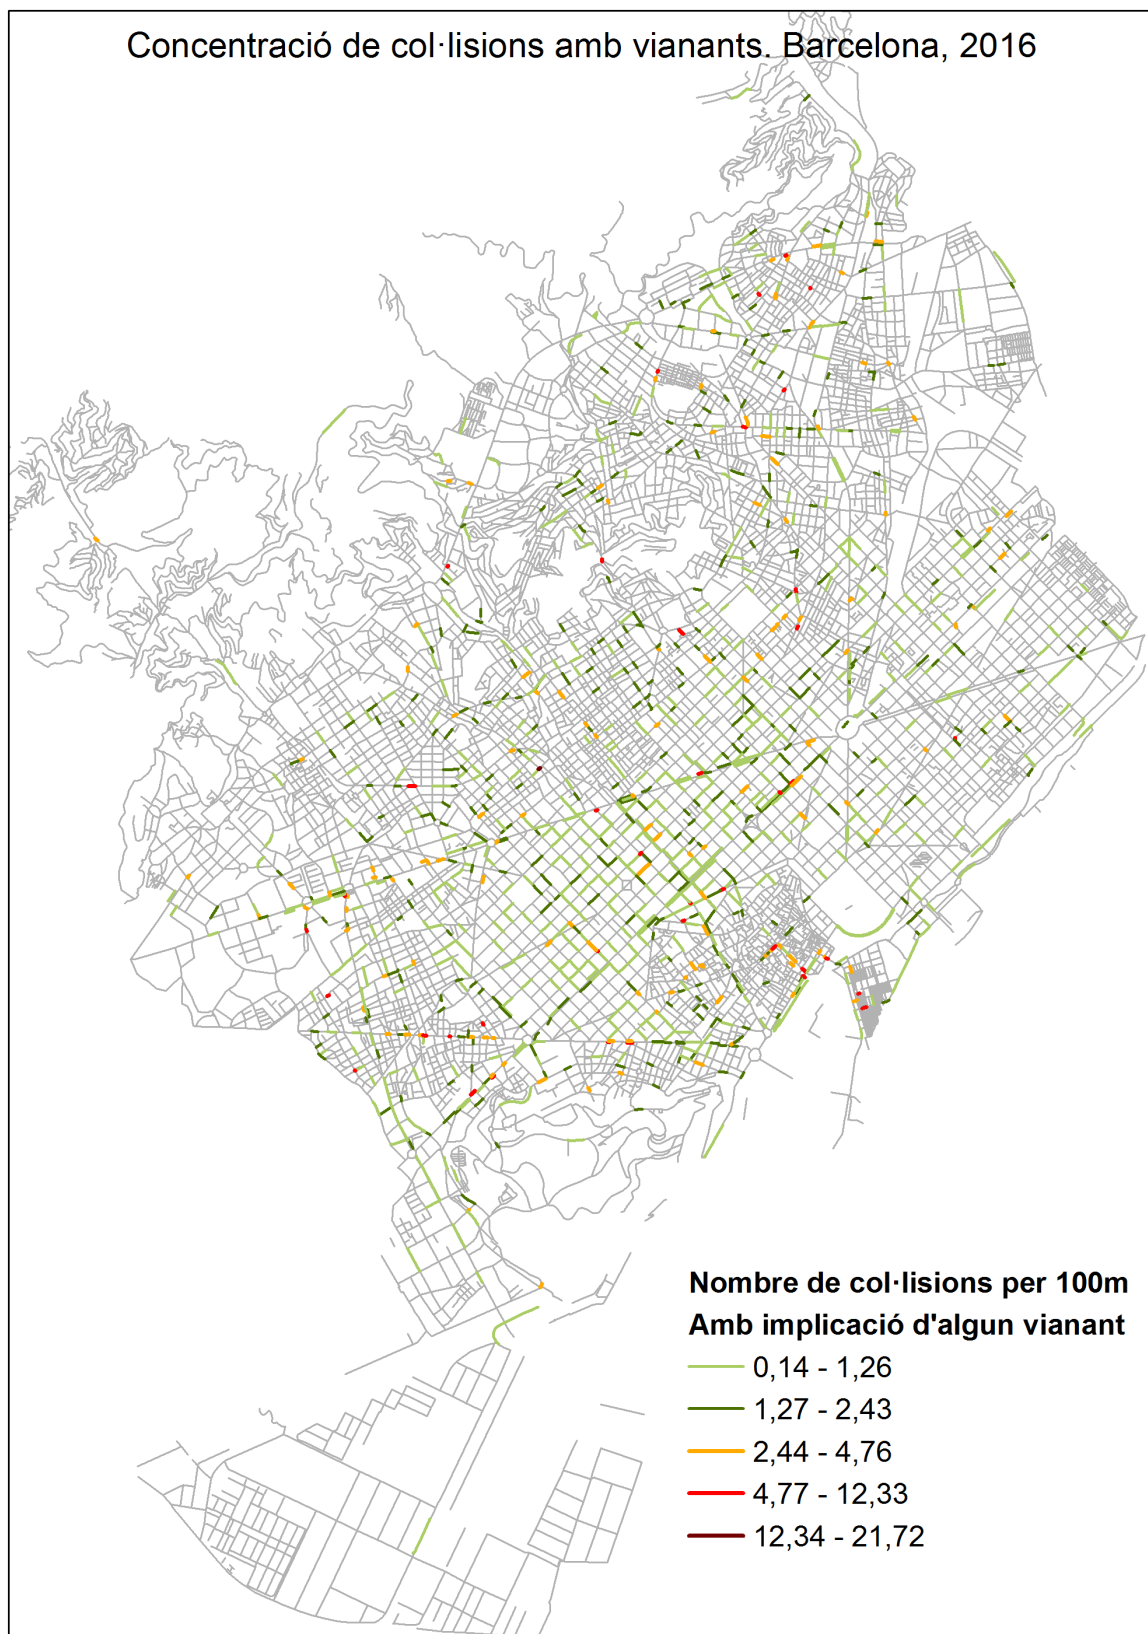 Concentració de col·lisions amb vianants. Barcelona, 2016
Nombre de col·lisions per 100m
Amb implicació d'algun vianant
0,14 - 1,26
1,27 - 2,43
2,44 - 4,76
4,77 - 12,33
12,34 - 21,72